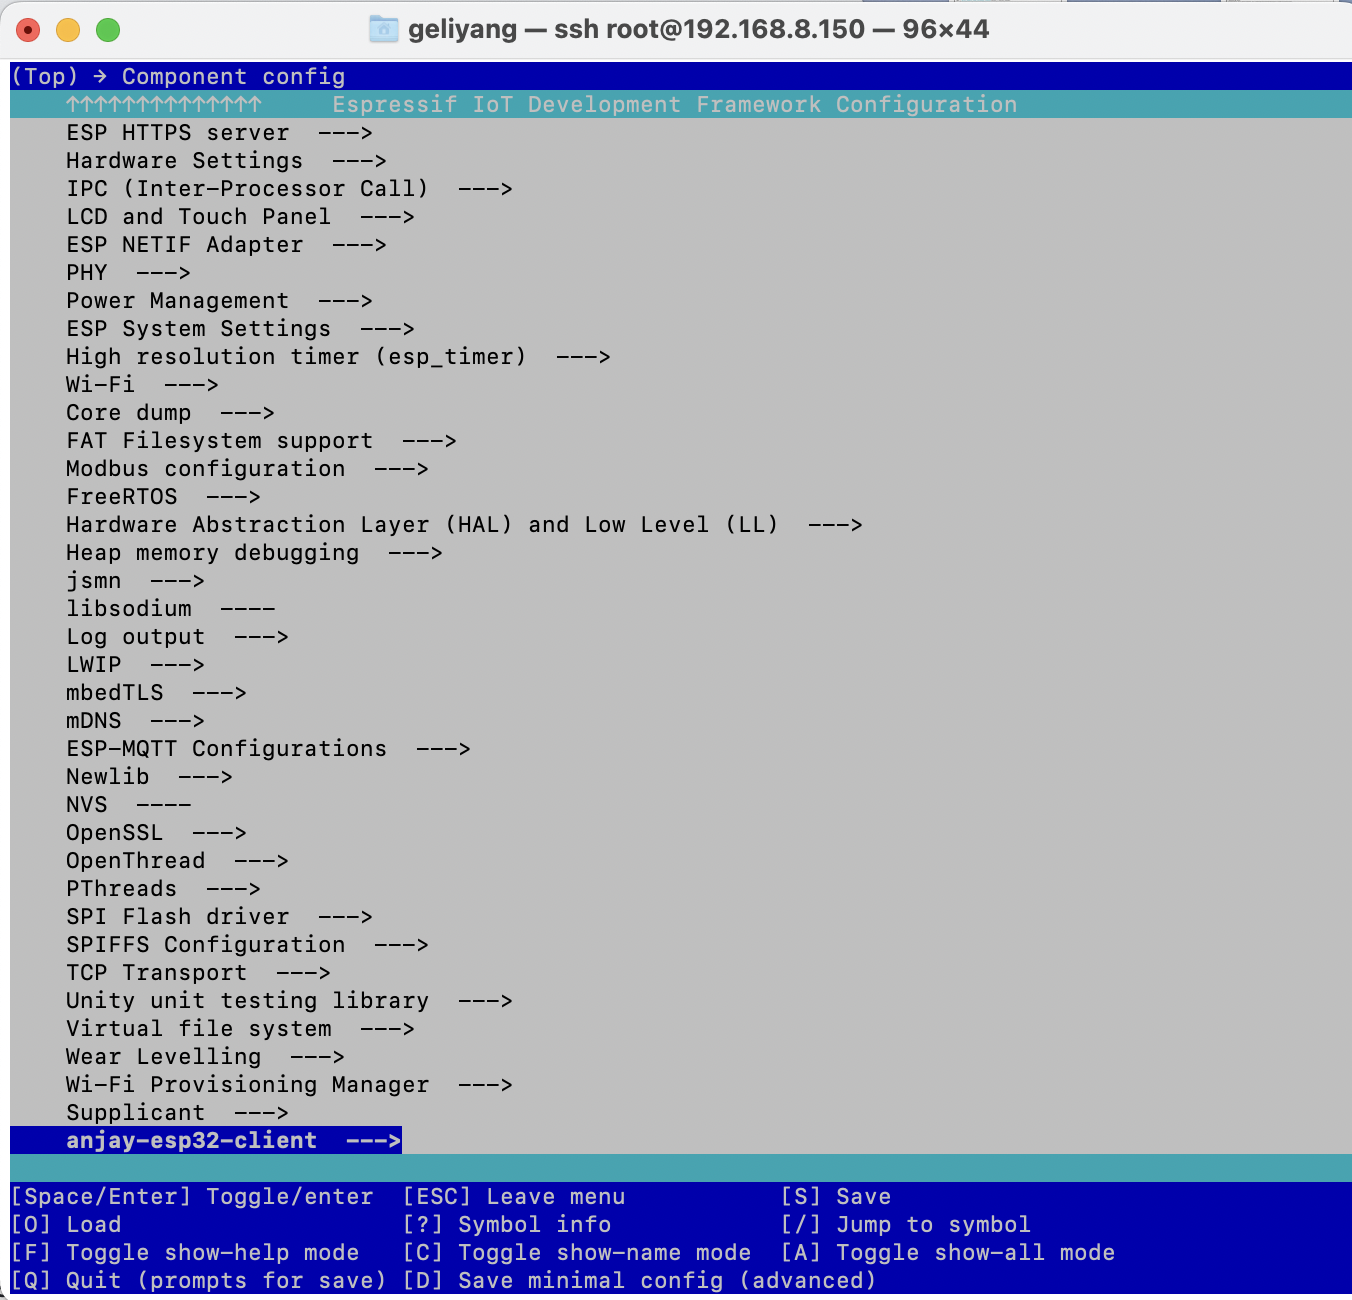 geliyang — ssh root@192.168.8.150 — 96×44
(Top) → Component config
↑↑↑↑↑↑↑↑↑↑↑↑↑↑     Espressif IoT Development Framework Configuration
ESP HTTPS server  --->
Hardware Settings  --->
IPC (Inter-Processor Call)  --->
LCD and Touch Panel  --->
ESP NETIF Adapter  --->
PHY  --->
Power Management  --->
ESP System Settings  --->
High resolution timer (esp_timer)  --->
Wi-Fi  --->
Core dump  --->
FAT Filesystem support  --->
Modbus configuration  --->
FreeRTOS  --->
Hardware Abstraction Layer (HAL) and Low Level (LL)  --->
Heap memory debugging  --->
jsmn  --->
libsodium  ----
Log output  --->
LWIP  --->
mbedTLS  --->
mDNS  --->
ESP-MQTT Configurations  --->
Newlib  --->
NVS  ----
OpenSSL  --->
OpenThread  --->
PThreads  --->
SPI Flash driver  --->
SPIFFS Configuration  --->
TCP Transport  --->
Unity unit testing library  --->
Virtual file system  --->
Wear Levelling  --->
Wi-Fi Provisioning Manager  --->
Supplicant  --->
anjay-esp32-client  --->
[Space/Enter] Toggle/enter  [ESC] Leave menu           [S] Save
[O] Load                    [?] Symbol info            [/] Jump to symbol
[F] Toggle show-help mode   [C] Toggle show-name mode  [A] Toggle show-all mode
[Q] Quit (prompts for save) [D] Save minimal config (advanced)